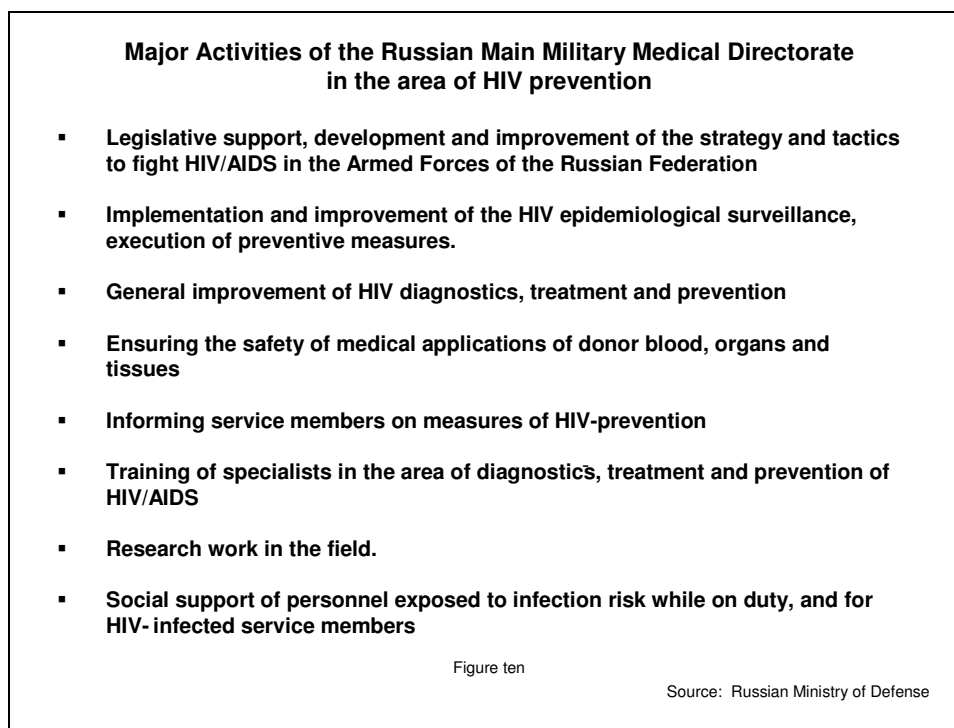 Major Activities of the Russian Main Military Medical Directorate
in the area of HIV prevention
▪ Legislative support, development and improvement of the strategy and tactics
to fight HIV/AIDS in the Armed Forces of the Russian Federation
▪ Implementation and improvement of the HIV epidemiological surveillance,
execution of preventive measures.
▪ General improvement of HIV diagnostics, treatment and prevention
▪ Ensuring the safety of medical applications of donor blood, organs and
tissues
▪ Informing service members on measures of HIV-prevention
▪ Training of specialists in the area of diagnostics, treatment and prevention of
HIV/AIDS
▪ Research work in the field.
▪ Social support of personnel exposed to infection risk while on duty, and for
HIV- infected service members
Figure ten
Source: Russian Ministry of Defense